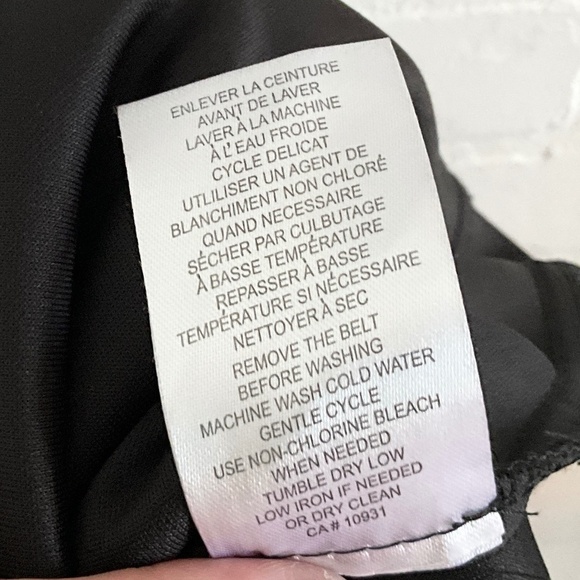 ENLEVER LA CEINTURE
AVANT DE LAVER
LAVER À LA MACHINE
À L'EAU FROIDE
CYCLE DELICAT
UTLILISER UN AGENT DE
BLANCHIMENT NON CHLORÉ
QUAND NECESSAIRE
SÉCHER PAR CULBUTAGE
À BASSE TEMPÉRATURE
REPASSER À BASSE
TEMPÉRATURE SI NÉCESSAIRE
NETTOYER À SEC
REMOVE THE BELT
BEFORE WASHING
MACHINE WASH COLD WATER
GENTLE CYCLE
USE NON-CHLORINE BLEACH
WHEN NEEDED
TUMBLE DRY LOW
LOW IRON IF NEEDED
OR DRY CLEAN
CA# 10931